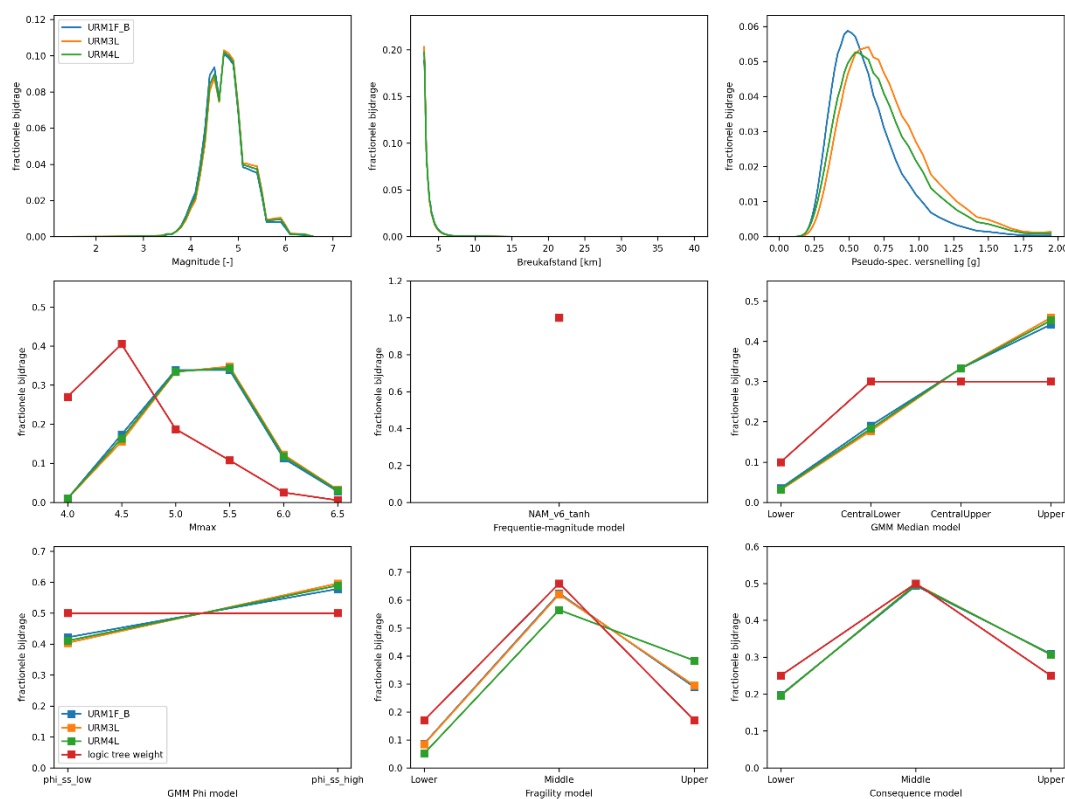 0.12
0.10
0.08
0.06
0.04
0.02
0.00
fractionele bijdrage
URM1F_B
URM3L
URM4L
2 3 4 5 6 7
Magnitude [-]
0.20
0.15
0.10
0.05
0.00
fractionele bijdrage
5 10 15 20 25 30 35 40
Breukafstand [km]
0.06
0.05
0.04
0.03
0.02
0.01
0.00
fractionele bijdrage
0.00 0.25 0.50 0.75 1.00 1.25 1.50 1.75 2.00
Pseudo-spec. versnelling [g]
0.5
0.4
0.3
0.2
0.1
0.0
fractionele bijdrage
4.0 4.5 5.0 5.5 6.0 6.5
Mmax
1.2
1.0
0.8
0.6
0.4
0.2
0.0
fractionele bijdrage
NAM_v6_tanh
Frequentie-magnitude model
0.5
0.4
0.3
0.2
0.1
0.0
fractionele bijdrage
Lower CentralLower CentralUpper Upper
GMM Median model
0.7
0.6
0.5
0.4
0.3
0.2
0.1
0.0
fractionele bijdrage
URM1F_B
URM3L
URM4L
logic tree weight
phi_ss_low phi_ss_high
GMM Phi model
0.7
0.6
0.5
0.4
0.3
0.2
0.1
0.0
fractionele bijdrage
Lower Middle Upper
Fragility model
0.6
0.5
0.4
0.3
0.2
0.1
0.0
fractionele bijdrage
Lower Middle Upper
Consequence model